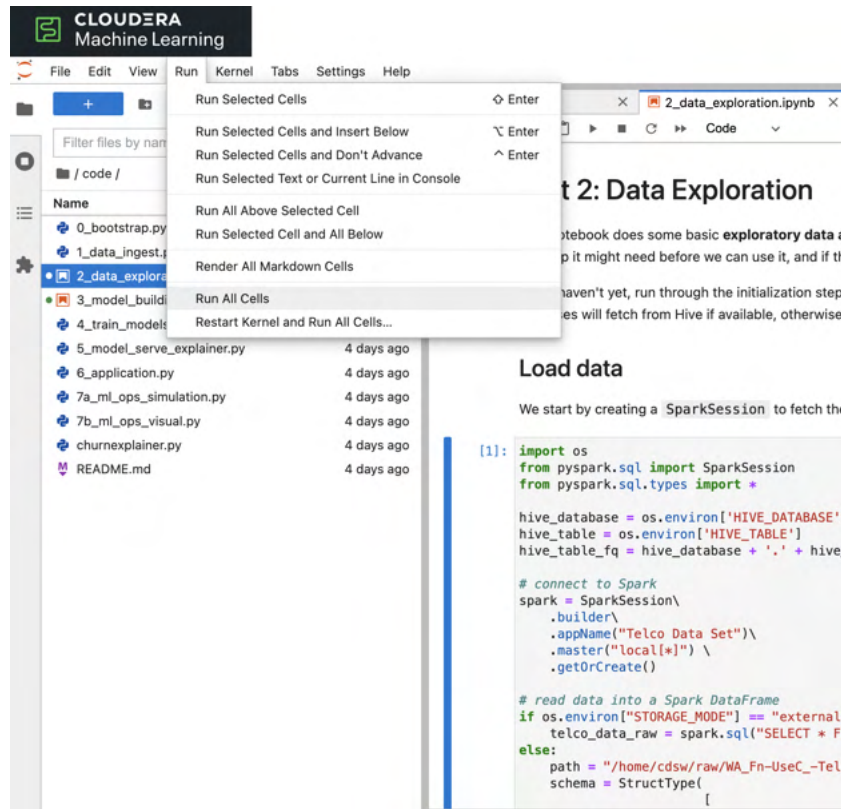 CLOUDERA
Machine Learning
File Edit View Run Kernel Tabs Settings Help
Run Selected Cells ⇧ Enter
Run Selected Cells and Insert Below ⌥ Enter
Run Selected Cells and Don't Advance ^ Enter
Run Selected Text or Current Line in Console
Run All Above Selected Cell
Run Selected Cell and All Below
Render All Markdown Cells
Run All Cells
Restart Kernel and Run All Cells...
+
Filter files by nam
/ code /
Name
0_bootstrap.py
1_data_ingest.p
2_data_explora
3_model_buildi
4_train_models
5_model_serve_explainer.py 4 days ago
6_application.py 4 days ago
7a_ml_ops_simulation.py 4 days ago
7b_ml_ops_visual.py 4 days ago
churnexplainer.py 4 days ago
README.md 4 days ago
2_data_exploration.ipynb
Code
t 2: Data Exploration
otebook does some basic exploratory data a
p it might need before we can use it, and if th
haven't yet, run through the initialization step
es will fetch from Hive if available, otherwise
Load data
We start by creating a SparkSession to fetch the
[1]: import os
from pyspark.sql import SparkSession
from pyspark.sql.types import *
hive_database = os.environ['HIVE_DATABASE'
hive_table = os.environ['HIVE_TABLE']
hive_table_fq = hive_database + '.' + hive_
# connect to Spark
spark = SparkSession\
.builder\
.appName("Telco Data Set")\
.master("local[*]") \
.getOrCreate()
# read data into a Spark DataFrame
if os.environ["STORAGE_MODE"] == "external
telco_data_raw = spark.sql("SELECT * F
else:
path = "/home/cdsw/raw/WA_Fn-UseC_-Tel
schema = StructType(
[